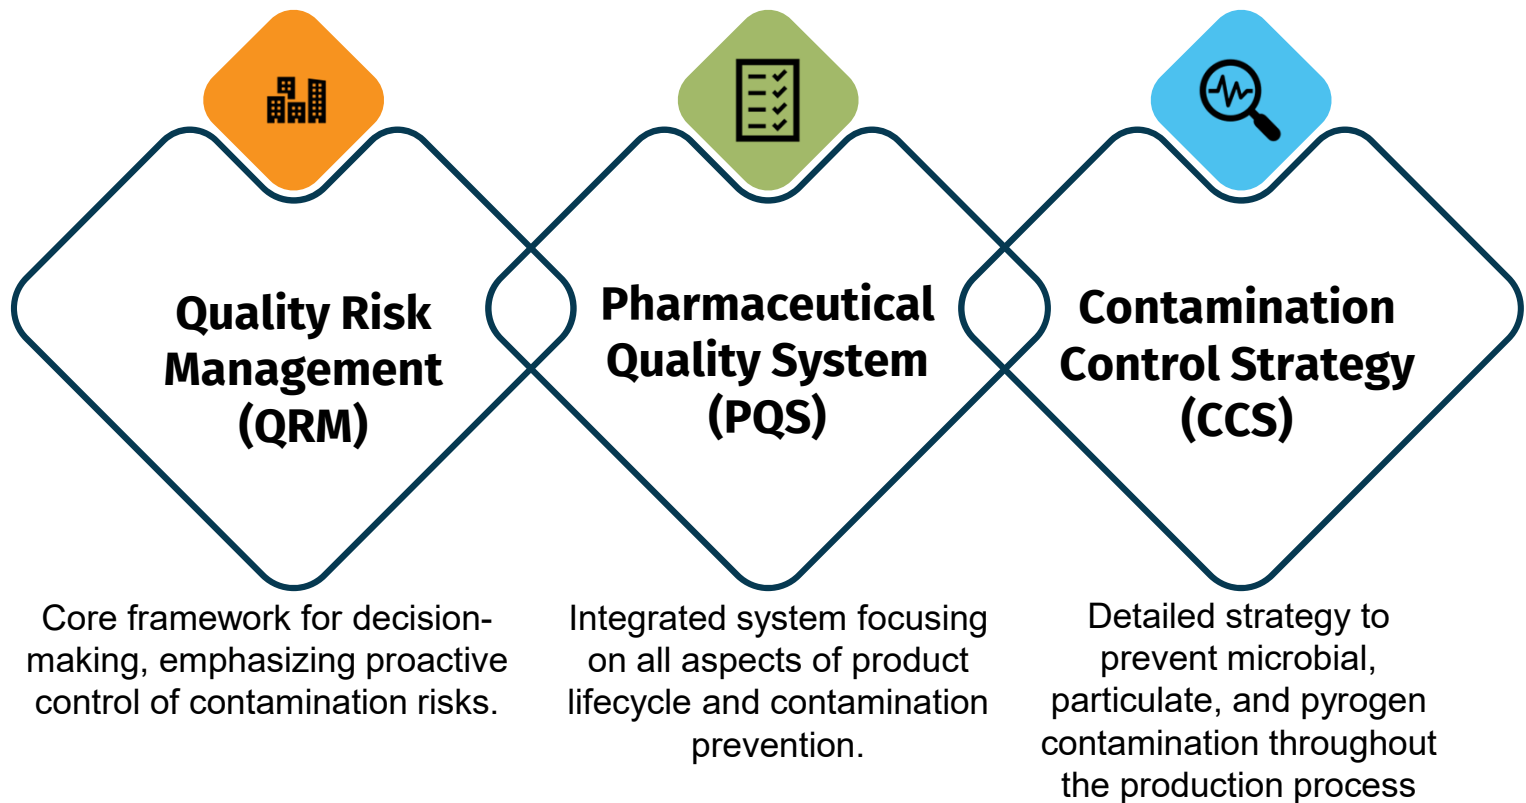 Quality Risk
Management
(QRM)
Pharmaceutical
Quality System
(PQS)
Contamination
Control Strategy
(CCS)
Core framework for decision-
making, emphasizing proactive
control of contamination risks.
Integrated system focusing
on all aspects of product
lifecycle and contamination
prevention.
Detailed strategy to
prevent microbial,
particulate, and pyrogen
contamination throughout
the production process